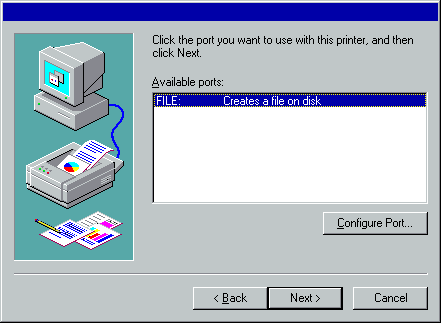 Click the port you want to use with this printer, and then
click Next.
Available ports:
FILE: Creates a file on disk
Configure Port...
< Back
Next >
Cancel